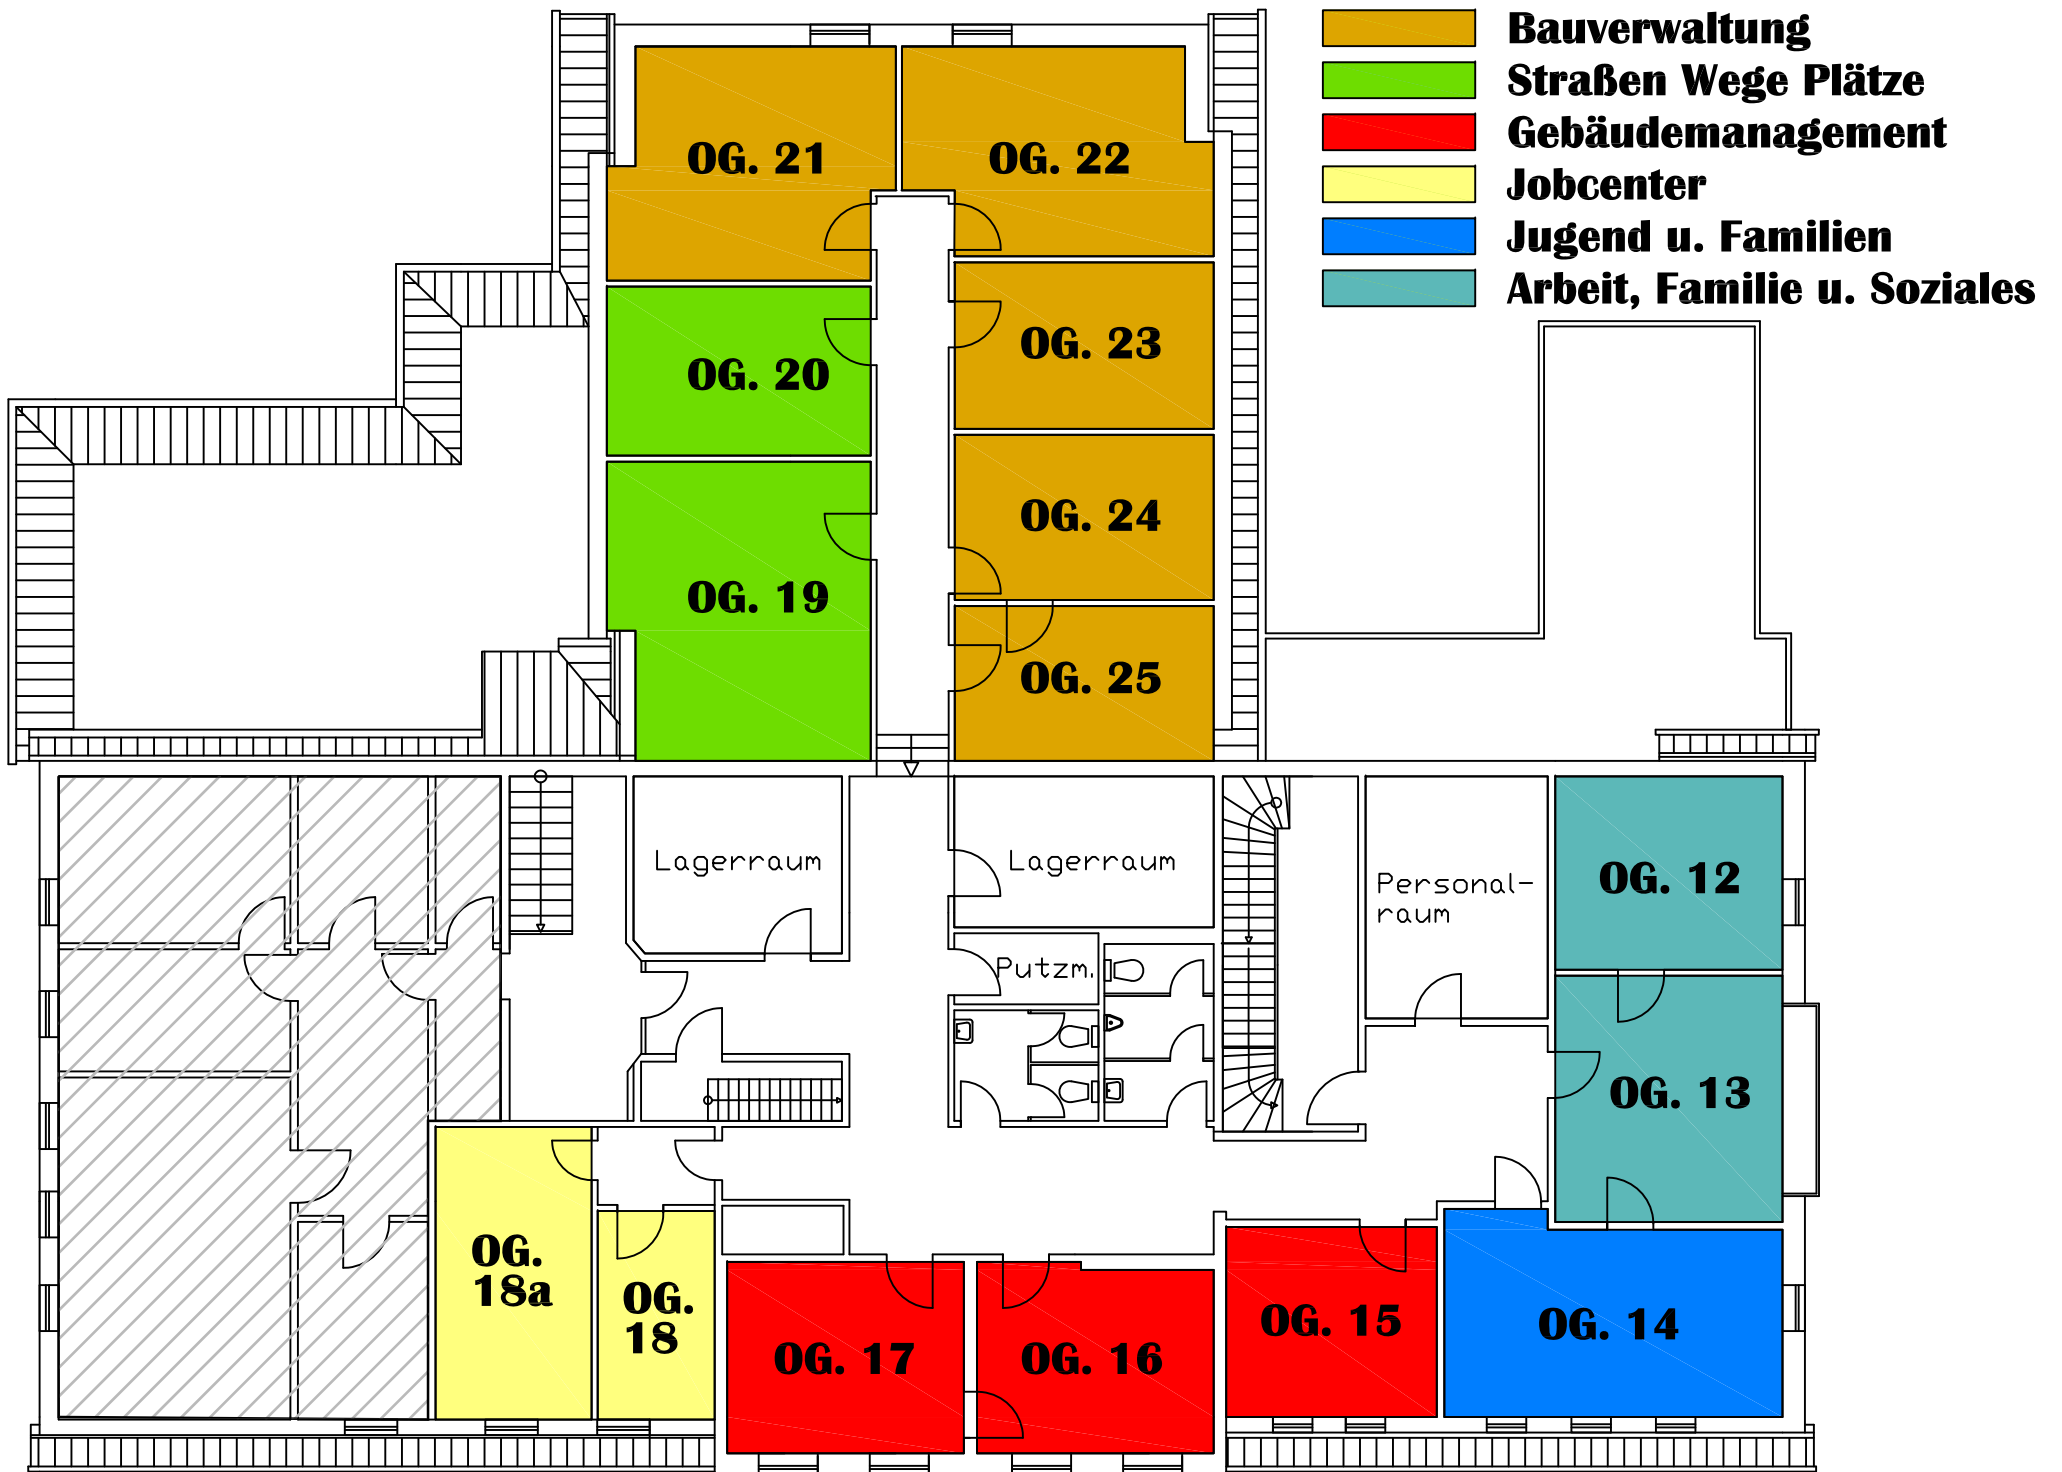 Bauverwaltung
Straßen Wege Plätze
Gebäudemanagement
Jobcenter
Jugend u. Familien
Arbeit, Familie u. Soziales
OG. 21
OG. 22
OG. 23
OG. 20
OG. 24
OG. 19
OG. 25
Lagerraum
Lagerraum
Personal-
raum
OG. 12
Putzm.
OG. 13
OG.
18a
OG.
18
OG. 17
OG. 16
OG. 15
OG. 14